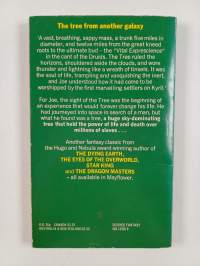 The tree from another galaxy
'A vast, breathing, sappy mass, a trunk five miles in
diameter, and twelve miles from the great kneed
roots to the ultimate bud – the "Vital Exprescience"
in the cant of the Druids. The Tree ruled the
horizons, shouldered aside the clouds, and wore
thunder and lightning like a wreath of tinsels. It was
the soul of life, trampling and vanquishing the inert,
and Joe understood how it had come to be
worshipped by the first marvelling settlers on Kyril.'
For Joe, the sight of the Tree was the beginning of
an experience that would forever change his life. He
had journeyed into space in search of a man, but
what he found was a tree, a huge sky-dominating
tree that held the power of life and death over
millions of slaves . . .
Another fantasy classic from
the Hugo and Nebula award winning author of
THE DYING EARTH,
THE EYES OF THE OVERWORLD,
STAR KING
and THE DRAGON MASTERS
– all available in Mayflower.
SCIENCE FANTASY